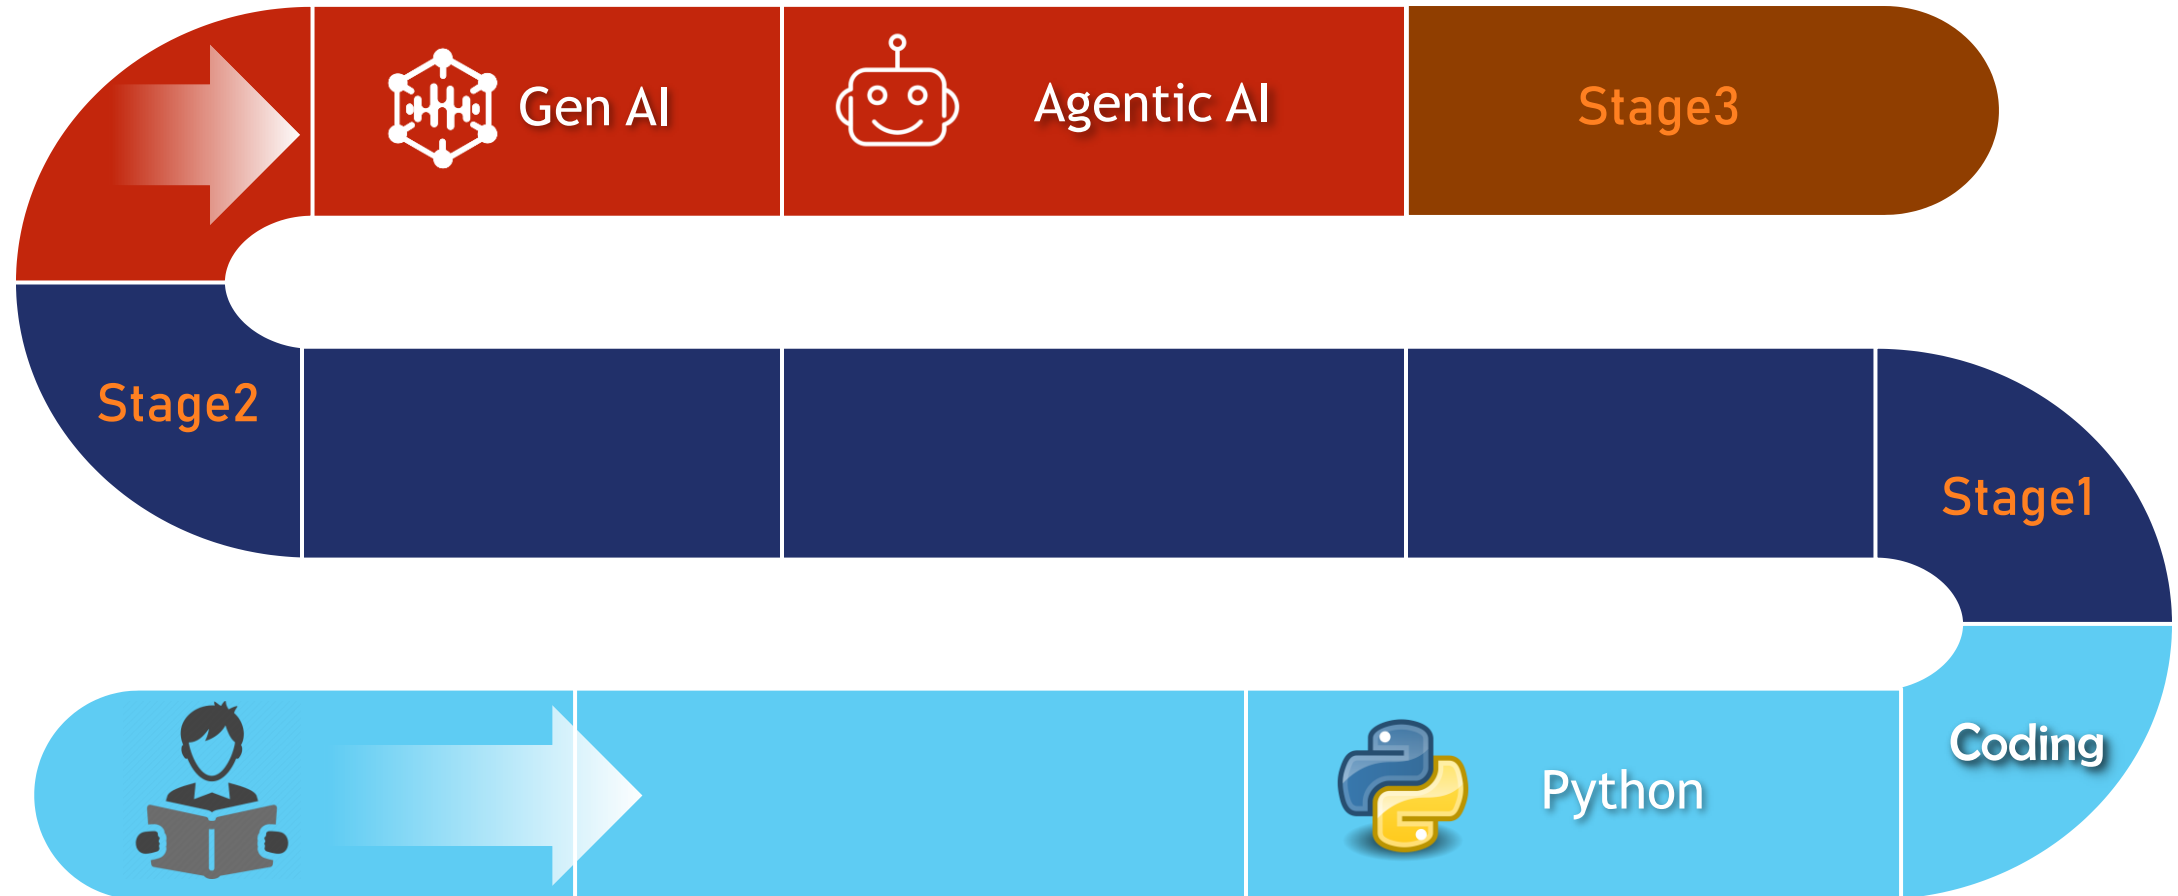 Gen AI
Agentic AI
Stage3
Stage2
Stage1
Coding
Python